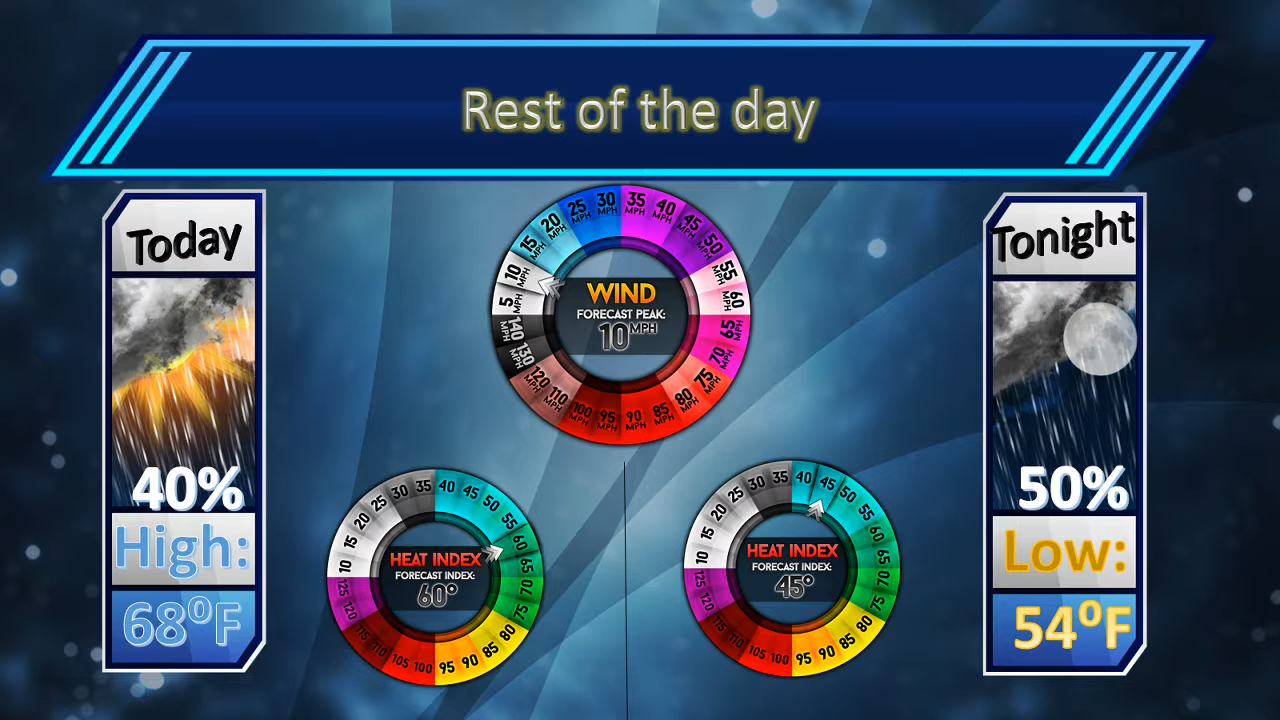 Rest of the day
Today
40%
High:
68⁰F
35 MPH
40 MPH
45 MPH
50 MPH
55 MPH
60 MPH
65 MPH
70 MPH
75 MPH
80 MPH
85 MPH
90 MPH
95 MPH
100 MPH
110 MPH
120 MPH
130 MPH
140 MPH
5 MPH
10 MPH
15 MPH
20 MPH
25 MPH
30 MPH
WIND
FORECAST PEAK:
10 MPH
40
45
50
55
60
65
70
75
80
85
90
95
100
105
110
115
120
125
10
15
20
25
30
35
HEAT INDEX
FORECAST INDEX:
60°
40
45
50
55
60
65
70
75
80
85
90
95
100
105
110
115
120
125
10
15
20
25
30
35
HEAT INDEX
FORECAST INDEX:
45°
Tonight
50%
Low:
54⁰F